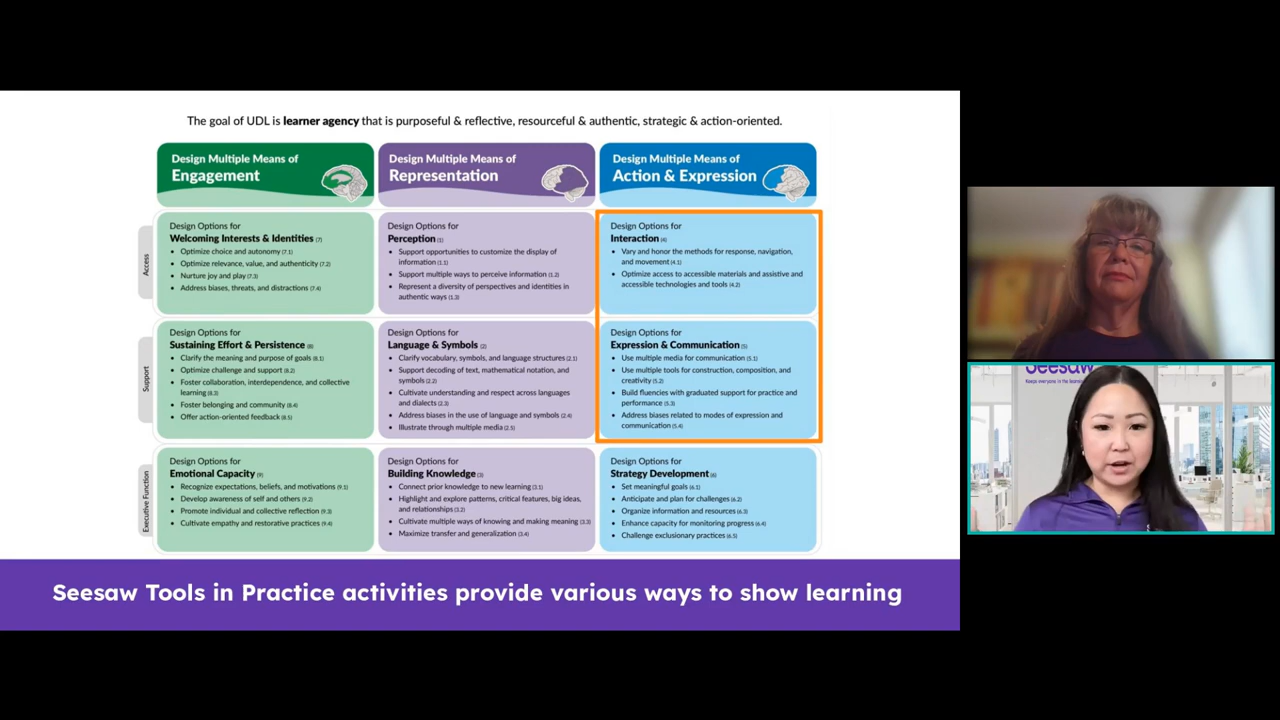 The goal of UDL is learner agency that is purposeful & reflective, resourceful & authentic, strategic & action-oriented.
Design Multiple Means of
Engagement
Design Multiple Means of
Representation
Design Multiple Means of
Action & Expression
Access
Design Options for
Welcoming Interests & Identities (7)
• Optimize choice and autonomy (7.1)
• Optimize relevance, value, and authenticity (7.2)
• Nurture joy and play (7.3)
• Address biases, threats, and distractions (7.4)
Design Options for
Perception (1)
• Support opportunities to customize the display of
information (1.1)
• Support multiple ways to perceive information (1.2)
• Represent a diversity of perspectives and identities in
authentic ways (1.3)
Design Options for
Interaction (4)
• Vary and honor the methods for response, navigation,
and movement (4.1)
• Optimize access to accessible materials and assistive and
accessible technologies and tools (4.2)
Support
Design Options for
Sustaining Effort & Persistence (8)
• Clarify the meaning and purpose of goals (8.1)
• Optimize challenge and support (8.2)
• Foster collaboration, interdependence, and collective
learning (8.3)
• Foster belonging and community (8.4)
• Offer action-oriented feedback (8.5)
Design Options for
Language & Symbols (2)
• Clarify vocabulary, symbols, and language structures (2.1)
• Support decoding of text, mathematical notation, and
symbols (2.2)
• Cultivate understanding and respect across languages
and dialects (2.3)
• Address biases in the use of language and symbols (2.4)
• Illustrate through multiple media (2.5)
Design Options for
Expression & Communication (5)
• Use multiple media for communication (5.1)
• Use multiple tools for construction, composition, and
creativity (5.2)
• Build fluencies with graduated support for practice and
performance (5.3)
• Address biases related to modes of expression and
communication (5.4)
Executive Function
Design Options for
Emotional Capacity (9)
• Recognize expectations, beliefs, and motivations (9.1)
• Develop awareness of self and others (9.2)
• Promote individual and collective reflection (9.3)
• Cultivate empathy and restorative practices (9.4)
Design Options for
Building Knowledge (3)
• Connect prior knowledge to new learning (3.1)
• Highlight and explore patterns, critical features, big ideas,
and relationships (3.2)
• Cultivate multiple ways of knowing and making meaning (3.3)
• Maximize transfer and generalization (3.4)
Design Options for
Strategy Development (6)
• Set meaningful goals (6.1)
• Anticipate and plan for challenges (6.2)
• Organize information and resources (6.3)
• Enhance capacity for monitoring progress (6.4)
• Challenge exclusionary practices (6.5)
Seesaw Tools in Practice activities provide various ways to show learning
Seesaw